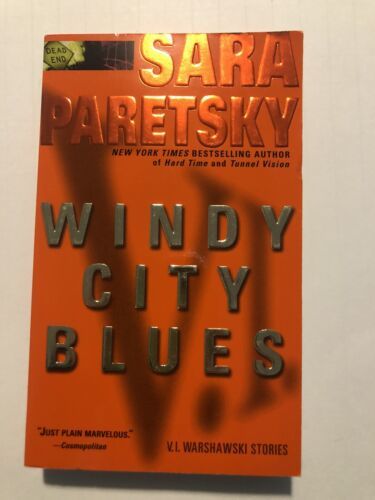 DEAD
END
SARA
PARETSKY
NEW YORK TIMES BESTSELLING AUTHOR
of Hard Time and Tunnel Vision
WINDY
CITY
BLUES
V.I.
"JUST PLAIN MARVELOUS."
—Cosmopolitan
V.I. WARSHAWSKI STORIES